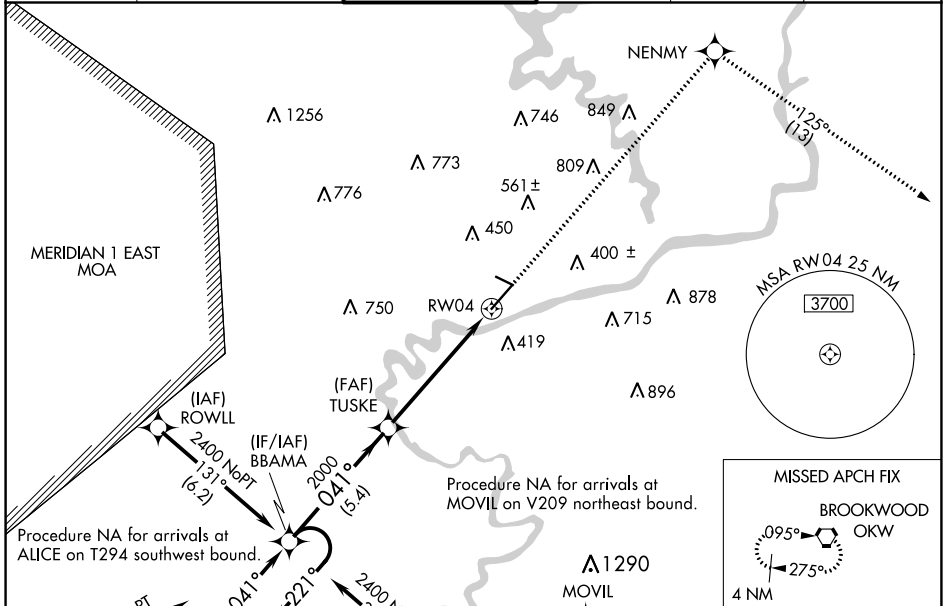 NENMY
1256
746
849
125°
(13)
773
809
776
561±
450
MERIDIAN 1 EAST
MOA
400 ±
MSA RW04 25 NM
3700
750
RW04
878
715
419
(FAF)
TUSKE
896
(IAF)
ROWLL
(IF/IAF)
BBAMA
2400 NoPT
131°
(6.2)
2000
041°
(5.4)
MISSED APCH FIX
BROOKWOOD
OKW
095°
275°
4 NM
Procedure NA for arrivals at
MOVIL on V209 northeast bound.
Procedure NA for arrivals at
ALICE on T294 southwest bound.
1290
MOVIL
041°
221°
2400